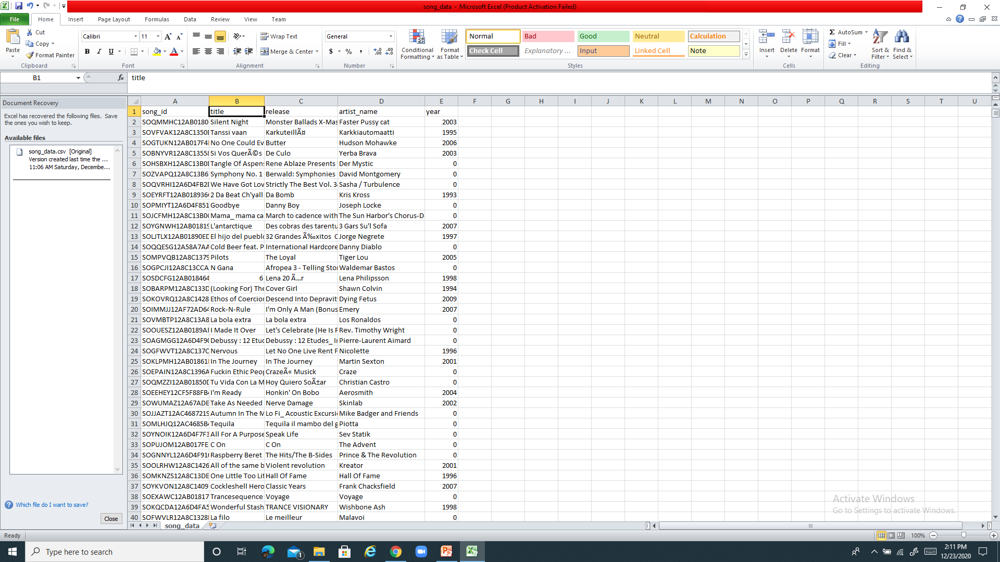 song_data - Microsoft Excel (Product Activation Failed)
File Home Insert Page Layout Formulas Data Review View Team
Paste Cut Copy Format Painter Clipboard
Calibri 11 B I U Font
Wrap Text Merge & Center Alignment
General $ % , Number
Conditional Formatting Format as Table
Normal Bad Good Neutral Calculation
Check Cell Explanatory ... Input Linked Cell Note
Styles
Insert Delete Format Cells
AutoSum Fill Clear Sort & Filter Find & Select Editing
B1 fx title
Document Recovery
Excel has recovered the following files. Save
the ones you wish to keep.
Available files
song_data.csv [Original]
Version created last time the ...
11:06 AM Saturday, Decembe...
Which file do I want to save?
Close
A B C D E F G H I J K L M N O P Q R S T U
1 song_id title release artist_name year
2 SOQMMHC12AB0180 Silent Night Monster Ballads X-Mas Faster Pussy cat 2003
3 SOVFVAK12A8C1350 Tanssi vaan KarkuteillÃ¤ Karkkiautomaatti 1995
4 SOGTUKN12AB017F4 No One Could Ev Butter Hudson Mohawke 2006
5 SOBNYVR12A8C13558 Si Vos QuerÃ©s De Culo Yerba Brava 2003
6 SOHSBXH12A8C13B0 Tangle Of Aspens Rene Ablaze Presents Der Mystic 0
7 SOZVAPQ12A8C13B6 Symphony No. 1 Berwald: Symphonies David Montgomery 0
8 SOQVRHI12A6D4FB2 We Have Got Lov Strictly The Best Vol. 34 Sasha / Turbulence 0
9 SOEYRFT12AB018936 2 Da Beat Ch'yall Da Bomb Kris Kross 1993
10 SOPMIYT12A6D4F851 Goodbye Danny Boy Joseph Locke 0
11 SOJCFMH12A8C13B0 Mama_ mama ca March to cadence with The Sun Harbor's Chorus-D 0
12 SOYGNWH12AB01819 L'antarctique Des cobras des tarentu 3 Gars Su'l Sofa 2007
13 SOLJTLX12AB01890ED El hijo del pueblo 32 Grandes Ã‰xitos C Jorge Negrete 1997
14 SOQQESG12A58A7AA Cold Beer feat. P International Hardcore Danny Diablo 0
15 SOMPVQB12A8C1379 Pilots The Loyal Tiger Lou 2005
16 SOGPCJI12A8C13CCA N Gana Afropea 3 - Telling Sto Waldemar Bastos 0
17 SOSDCFG12AB018464 6 Lena 20 Ã…r Lena Philipsson 1998
18 SOBARPM12A8C133D (Looking For) The Cover Girl Shawn Colvin 1994
19 SOKOVRQ12A8C1428 Ethos of Coercion Descend Into Depravit Dying Fetus 2009
20 SOIMMJJ12AF72AD64 Rock-N-Rule I'm Only A Man (Bonus Emery 2007
21 SOVMBTP12A8C13A8 La bola extra La bola extra Los Ronaldos 0
22 SOOUESZ12AB0189A I Made It Over Let's Celebrate (He Is Rev. Timothy Wright 0
23 SOAGMGG12A6D4F90 Debussy : 12 Etud Debussy : 12 Etudes_ I Pierre-Laurent Aimard 0
24 SOGFWVT12A8C137C Nervous Let No One Live Rent F Nicolette 1996
25 SOKLPMH12AB01861 In The Journey In The Journey Martin Sexton 2001
26 SOEPAIN12A8C1396A Fuckin Ethic Peop CrazeÃ« Musick Craze 0
27 SOQMZZI12AB01850D Tu Vida Con La M Hoy Quiero SoÃ±ar Christian Castro 0
28 SOEEHEY12CF5F88FB4 I'm Ready Honkin' On Bobo Aerosmith 2004
29 SOWUMAZ12A67ADE Take As Needed Nerve Damage Skinlab 2002
30 SOJJAZT12AC4687219 Autumn In The M Lo Fi_ Acoustic Excursi Mike Badger and Friends 0
31 SOMLHJQ12AC4685B4 Tequila Tequila il mambo del g Piotta 0
32 SOYNOIK12A6D4F7F3 All For A Purpose Speak Life Sev Statik 0
33 SOPUJOM12AB017FE C On C On The Advent 0
34 SOGNNYL12A6D4F910 Raspberry Beret The Hits/The B-Sides Prince & The Revolution 0
35 SOOLRHW12A8C1426 All of the same b Violent revolution Kreator 2001
36 SOMKNZS12A8C13DE One Little Too Lit Hall Of Fame Hall Of Fame 1996
37 SOYKVON12A8C1409 Cockleshell Hero Classic Years Frank Chacksfield 2007
38 SOEXAWC12AB01817 Trancesequence Voyage Voyage 0
39 SOKQCDA12A6D4FA5 Wonderful Stash TRANCE VISIONARY Wishbone Ash 1998
40 SOFWVLR12A8C1328 La filo Le meilleur Malavoi 0
Activate Windows
Go to Settings to activate Windows.
song_data
Ready 100%
Type here to search
1
2:11 PM
12/23/2020